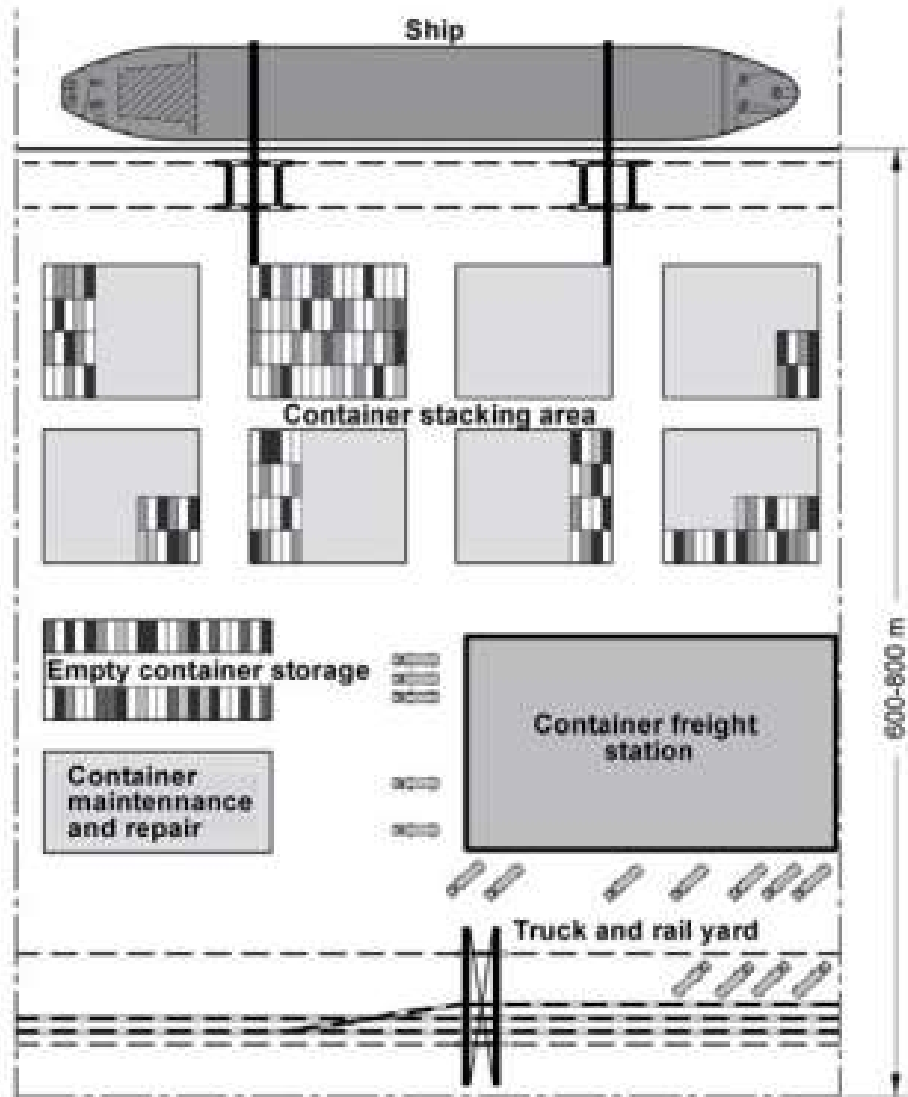 Ship
Container stacking area
Empty container storage
Container freight
station
Container
maintennance
and repair
Truck and rail yard
600-800 m